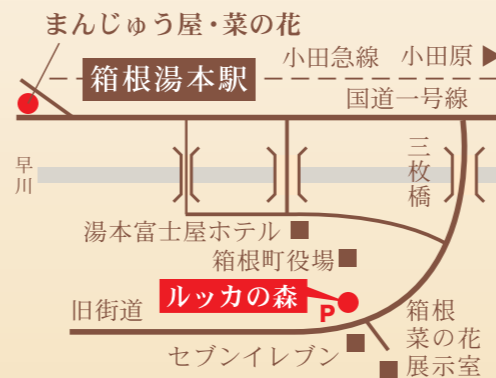 まんじゅう屋・菜の花
小田急線 小田原 ▶
箱根湯本駅
国道一号線
早川
三枚橋
湯本富士屋ホテル
箱根町役場
ルッカの森
P
旧街道
箱根
菜の花
展示室
セブンイレブン